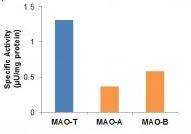 Specific Activity
(µU/mg protein)
1.5
1
0.5
0
MAO-T MAO-A MAO-B